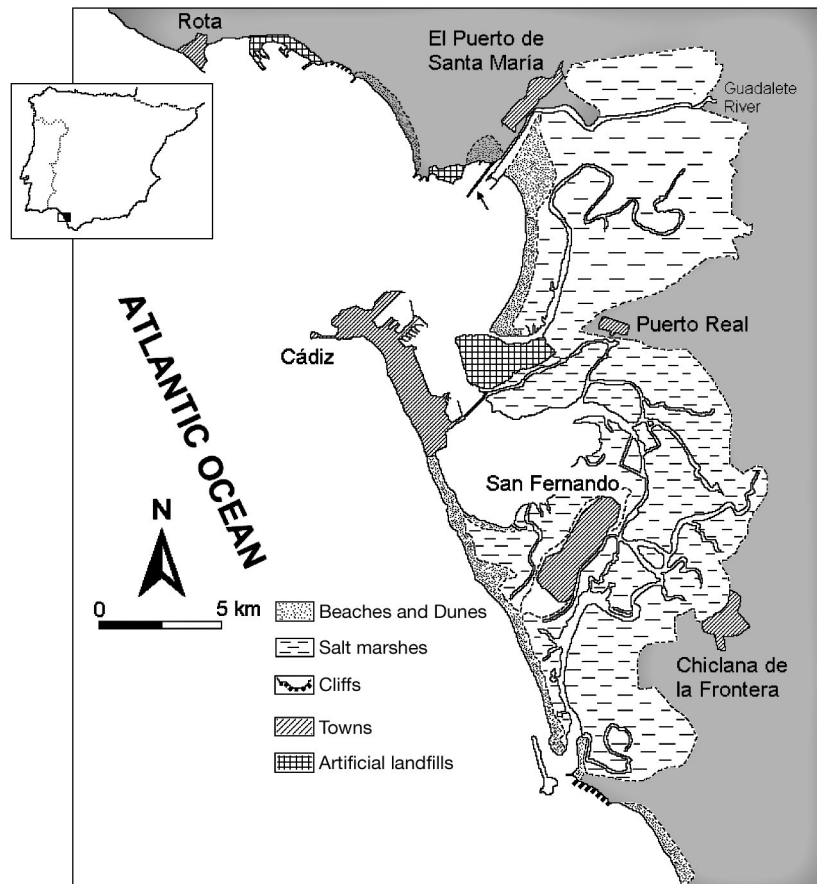 Rota
El Puerto de
Santa María
Guadalete
River
Puerto Real
Cádiz
ATLANTIC OCEAN
San Fernando
N
0 5 km
Beaches and Dunes
Salt marshes
Cliffs
Towns
Artificial landfills
Chiclana de
la Frontera